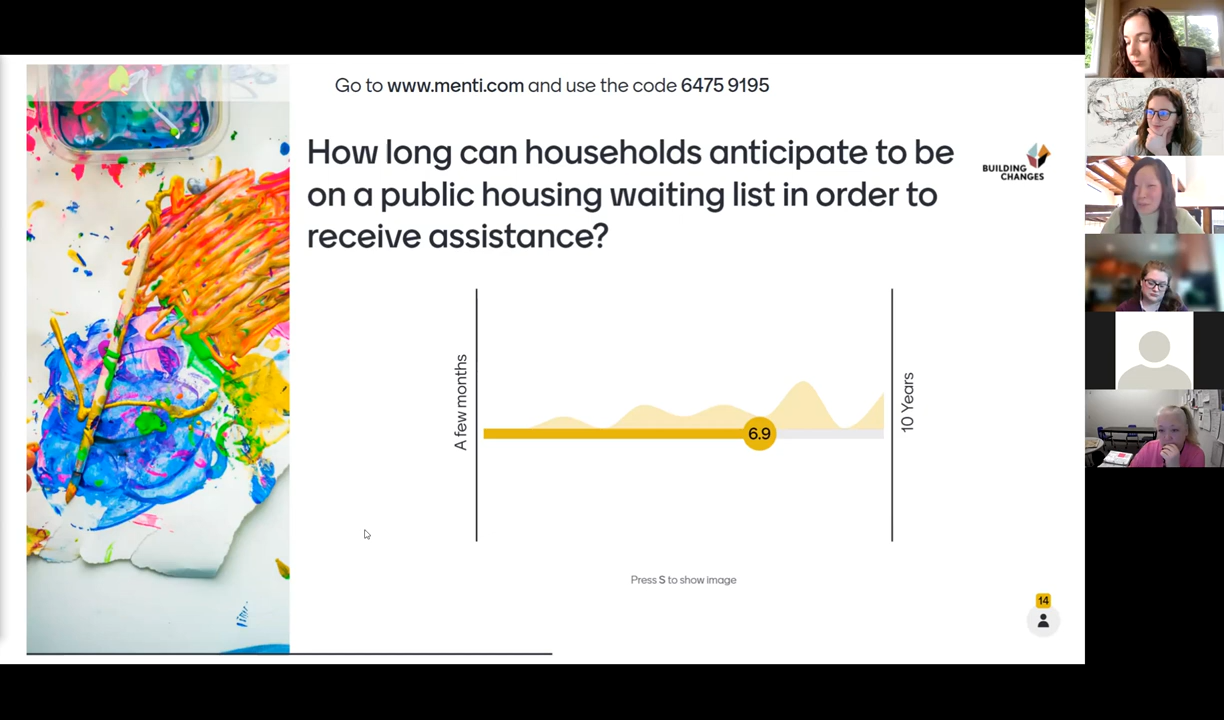 Go to www.menti.com and use the code 6475 9195
How long can households anticipate to be
on a public housing waiting list in order to
receive assistance?
BUILDING
CHANGES
A few months
6.9
10 Years
Press S to show image
14